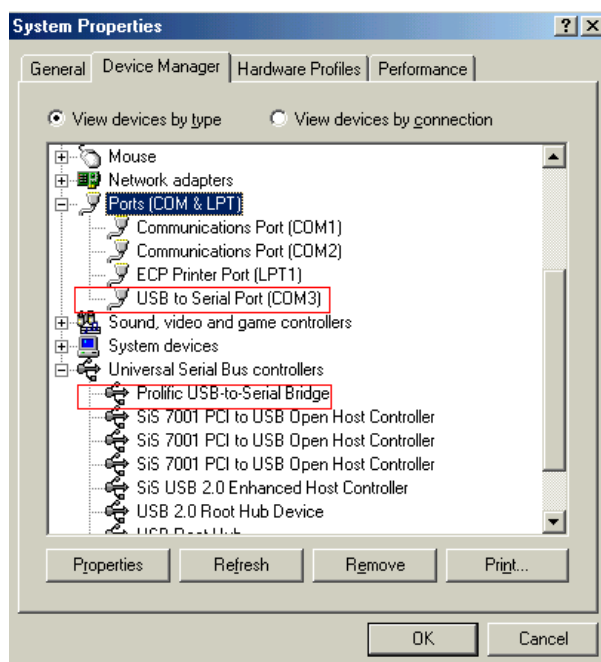 System Properties
General Device Manager Hardware Profiles Performance
View devices by type View devices by connection
Mouse
Network adapters
Ports (COM & LPT)
Communications Port (COM1)
Communications Port (COM2)
ECP Printer Port (LPT1)
USB to Serial Port (COM3)
Sound, video and game controllers
System devices
Universal Serial Bus controllers
Prolific USB-to-Serial Bridge
SiS 7001 PCI to USB Open Host Controller
SiS 7001 PCI to USB Open Host Controller
SiS 7001 PCI to USB Open Host Controller
SiS USB 2.0 Enhanced Host Controller
USB 2.0 Root Hub Device
USB Root Hub
Properties Refresh Remove Print...
OK Cancel